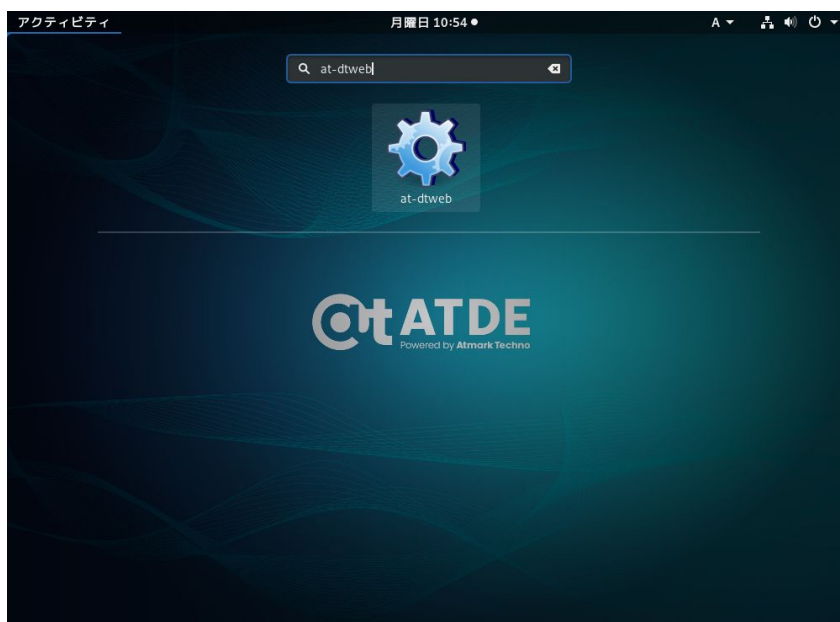 アクティビティ 月曜日 10:54 A
at-dtweb
at-dtweb
at ATDE
Powered by Atmark Techno